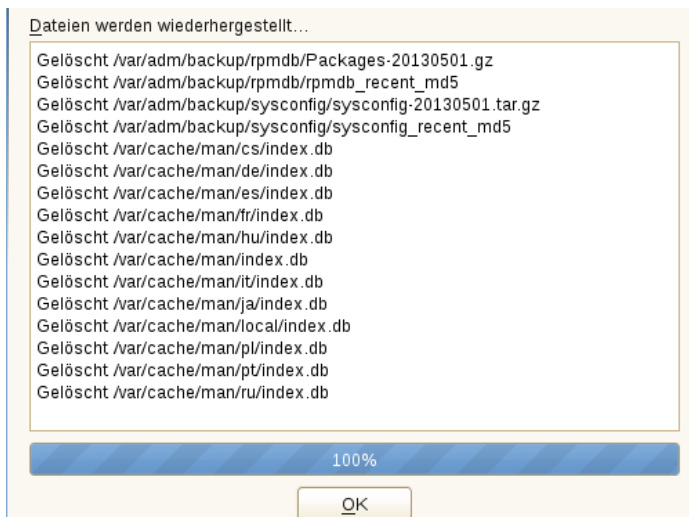 Dateien werden wiederhergestellt...
Gelöscht /var/adm/backup/rpmdb/Packages-20130501.gz
Gelöscht /var/adm/backup/rpmdb/rpmdb_recent_md5
Gelöscht /var/adm/backup/sysconfig/sysconfig-20130501.tar.gz
Gelöscht /var/adm/backup/sysconfig/sysconfig_recent_md5
Gelöscht /var/cache/man/cs/index.db
Gelöscht /var/cache/man/de/index.db
Gelöscht /var/cache/man/es/index.db
Gelöscht /var/cache/man/fr/index.db
Gelöscht /var/cache/man/hu/index.db
Gelöscht /var/cache/man/index.db
Gelöscht /var/cache/man/it/index.db
Gelöscht /var/cache/man/ja/index.db
Gelöscht /var/cache/man/local/index.db
Gelöscht /var/cache/man/pl/index.db
Gelöscht /var/cache/man/pt/index.db
Gelöscht /var/cache/man/ru/index.db
100%
OK